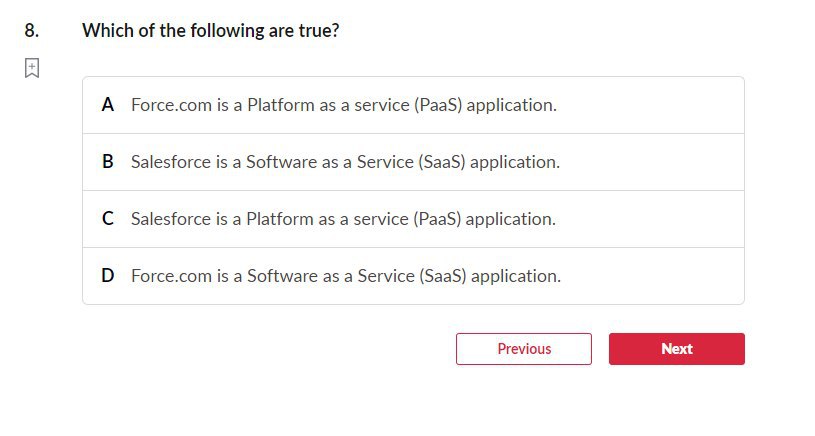 8. Which of the following are true?
A Force.com is a Platform as a service (PaaS) application.
B Salesforce is a Software as a Service (SaaS) application.
C Salesforce is a Platform as a service (PaaS) application.
D Force.com is a Software as a Service (SaaS) application.
Previous Next